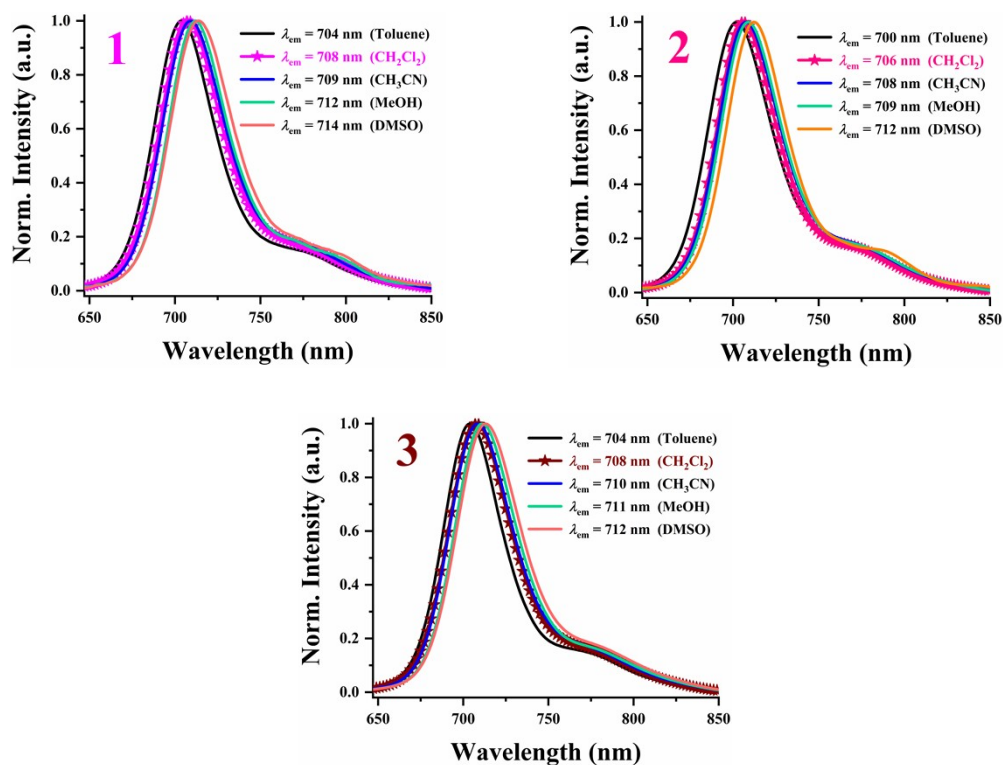 1
λem = 704 nm (Toluene)
λem = 708 nm (CH₂Cl₂)
λem = 709 nm (CH₃CN)
λem = 712 nm (MeOH)
λem = 714 nm (DMSO)
Norm. Intensity (a.u.)
1.0
0.8
0.6
0.4
0.2
0.0
650 700 750 800 850
Wavelength (nm)
2
λem = 700 nm (Toluene)
λem = 706 nm (CH₂Cl₂)
λem = 708 nm (CH₃CN)
λem = 709 nm (MeOH)
λem = 712 nm (DMSO)
Norm. Intensity (a.u.)
1.0
0.8
0.6
0.4
0.2
0.0
650 700 750 800 850
Wavelength (nm)
3
λem = 704 nm (Toluene)
λem = 708 nm (CH₂Cl₂)
λem = 710 nm (CH₃CN)
λem = 711 nm (MeOH)
λem = 712 nm (DMSO)
Norm. Intensity (a.u.)
1.0
0.8
0.6
0.4
0.2
0.0
650 700 750 800 850
Wavelength (nm)